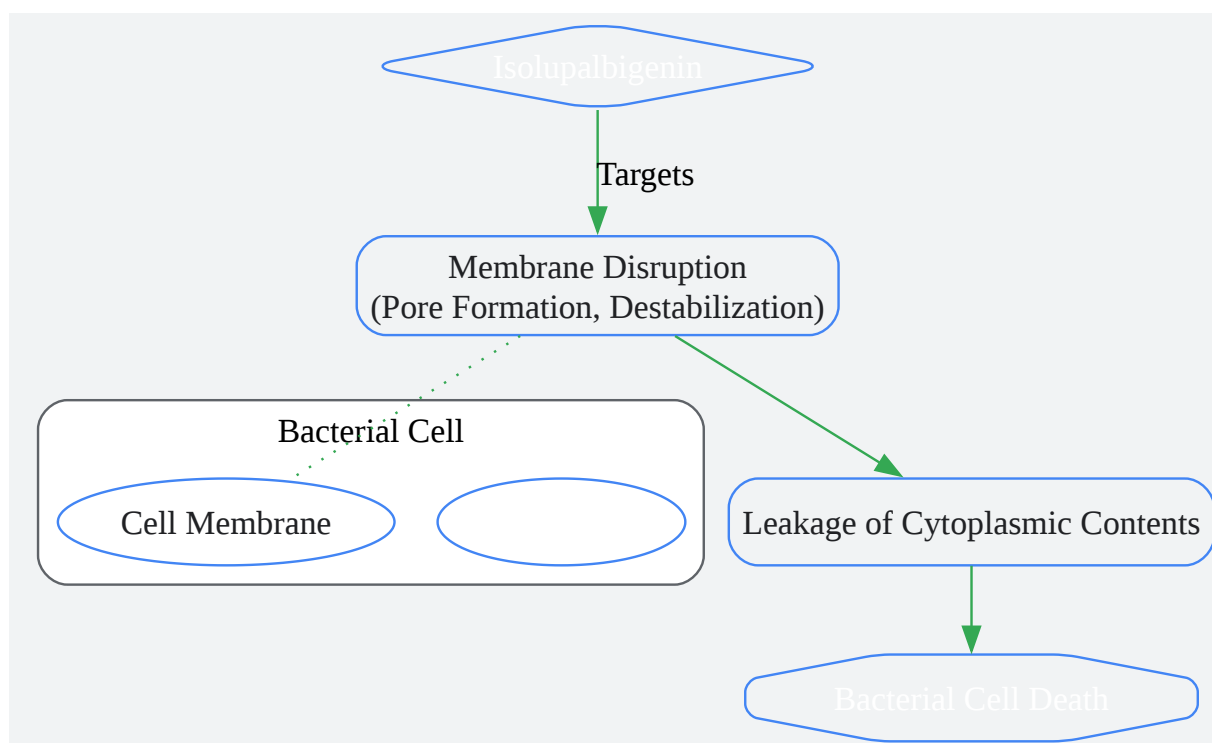 Isolupalbigenin
Targets
Membrane Disruption
(Pore Formation, Destabilization)
Bacterial Cell
Cell Membrane
Leakage of Cytoplasmic Contents
Bacterial Cell Death